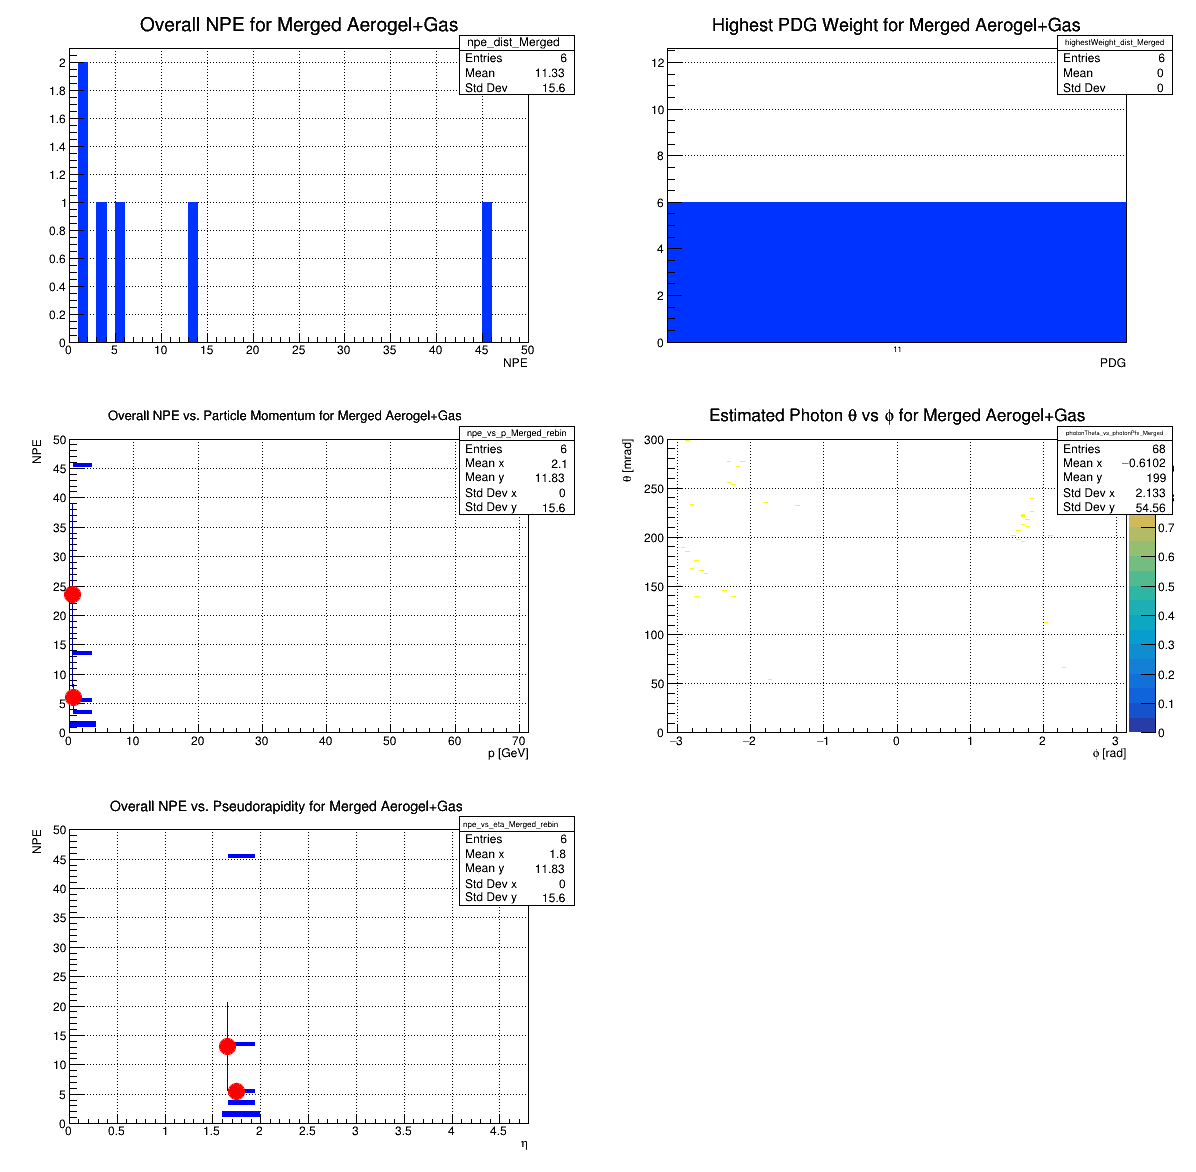 Overall NPE for Merged Aerogel+Gas
npe_dist_Merged
Entries 6
Mean 11.33
Std Dev 15.6
2
1.8
1.6
1.4
1.2
1
0.8
0.6
0.4
0.2
0
0 5 10 15 20 25 30 35 40 45 50
NPE
Highest PDG Weight for Merged Aerogel+Gas
highestWeight_dist_Merged
Entries 6
Mean 0
Std Dev 0
12
10
8
6
4
2
0
11
PDG
Overall NPE vs. Particle Momentum for Merged Aerogel+Gas
npe_vs_p_Merged_rebin
Entries 6
Mean x 2.1
Mean y 11.83
Std Dev x 0
Std Dev y 15.6
NPE
50
45
40
35
30
25
20
15
10
5
0
0 10 20 30 40 50 60 70
p [GeV]
Estimated Photon θ vs ϕ for Merged Aerogel+Gas
photonTheta_vs_photonPhi_Merged
Entries 68
Mean x −0.6102
Mean y 199
Std Dev x 2.133
Std Dev y 54.56
θ [mrad]
300
250
200
150
100
50
0
−3 −2 −1 0 1 2 3
ϕ [rad]
0.7
0.6
0.5
0.4
0.3
0.2
0.1
0
Overall NPE vs. Pseudorapidity for Merged Aerogel+Gas
npe_vs_eta_Merged_rebin
Entries 6
Mean x 1.8
Mean y 11.83
Std Dev x 0
Std Dev y 15.6
NPE
50
45
40
35
30
25
20
15
10
5
0
0 0.5 1 1.5 2 2.5 3 3.5 4 4.5
η